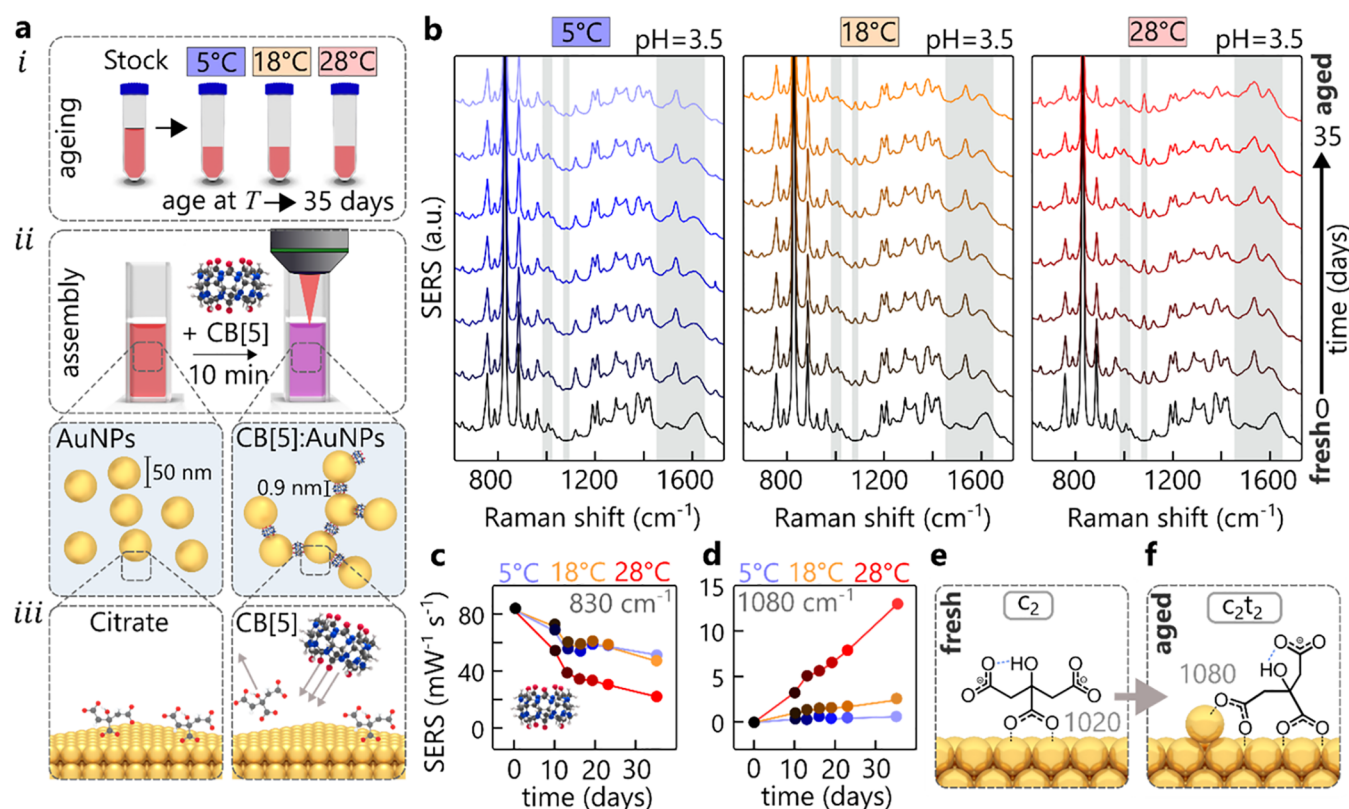 a
i
Stock 5°C 18°C 28°C
ageing
age at T → 35 days
ii
assembly
+ CB[5]
10 min
AuNPs
50 nm
CB[5]:AuNPs
0.9 nm
iii
Citrate
CB[5]
b
5°C pH=3.5
18°C pH=3.5
28°C pH=3.5
SERS (a.u.)
800 1200 1600
800 1200 1600
800 1200 1600
Raman shift (cm⁻¹)
Raman shift (cm⁻¹)
Raman shift (cm⁻¹)
aged
35
time (days)
0
fresh
c
5°C 18°C 28°C
830 cm⁻¹
SERS (mW⁻¹ s⁻¹)
80
40
0
0 10 20 30
time (days)
d
5°C 18°C 28°C
1080 cm⁻¹
15
10
5
0
0 10 20 30
time (days)
e
fresh
c₂
O HO O
⊖ ⊖
O O
O O
1020
f
aged
c₂t₂
O
⊖
HO O
1080
O
O O O